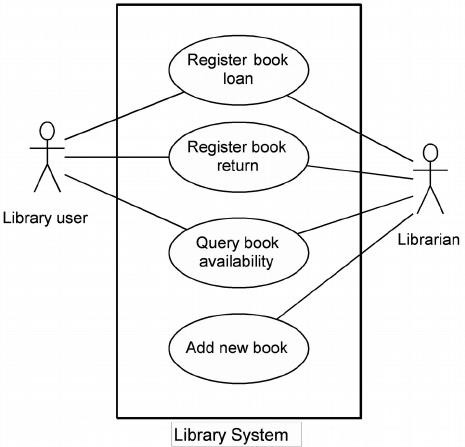 Register book
loan
Register book
return
Library user
Librarian
Query book
availability
Add new book
Library System